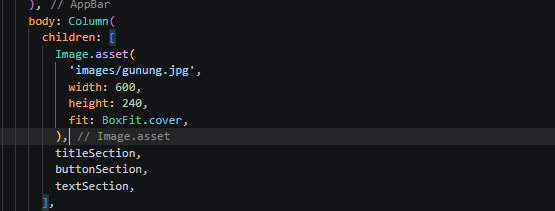 ), // AppBar
body: Column(
children: [
Image.asset(
'images/gunung.jpg',
width: 600,
height: 240,
fit: BoxFit.cover,
), // Image.asset
titleSection,
buttonSection,
textSection,
],